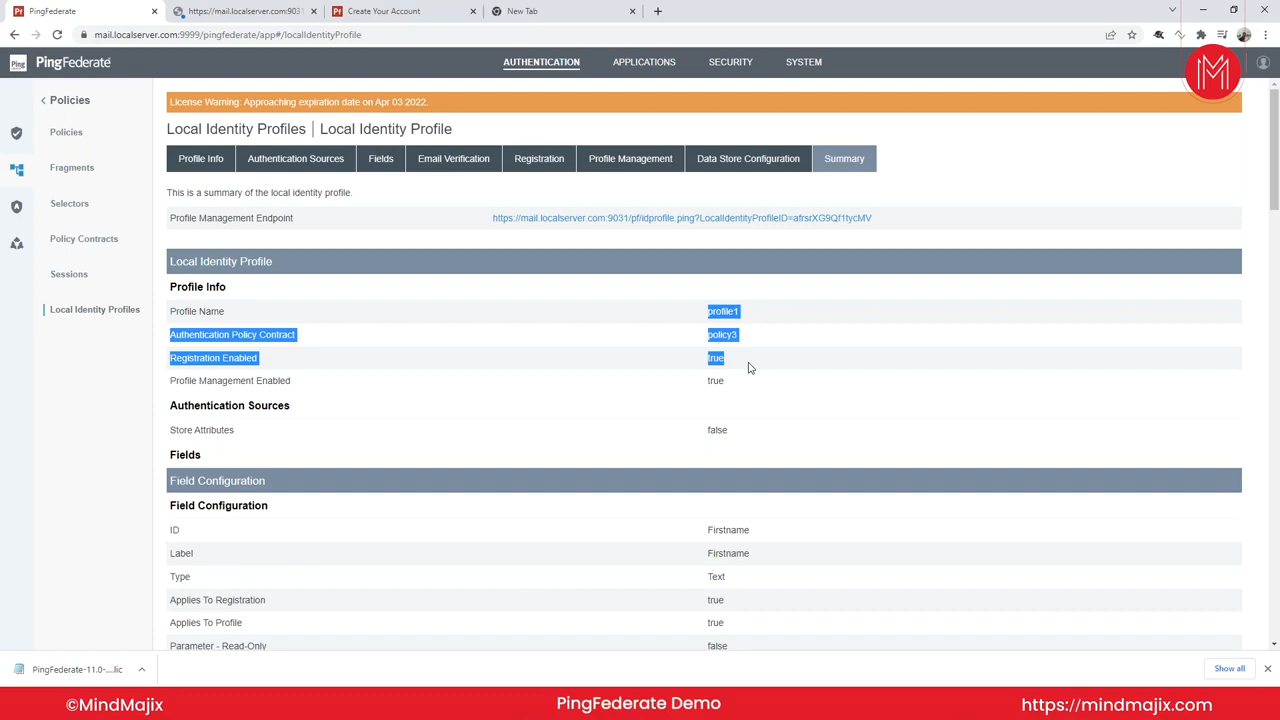 PingFederate
https://mail.localserver.com:9031
Create Your Account
New Tab
mail.localserver.com:9999/pingfederate/app#/localIdentityProfile
Ping PingFederate
AUTHENTICATION APPLICATIONS SECURITY SYSTEM
Policies
Policies
Fragments
Selectors
Policy Contracts
Sessions
Local Identity Profiles
License Warning: Approaching expiration date on Apr 03 2022.
Local Identity Profiles | Local Identity Profile
Profile Info Authentication Sources Fields Email Verification Registration Profile Management Data Store Configuration Summary
This is a summary of the local identity profile.
Profile Management Endpoint https://mail.localserver.com:9031/pf/idprofile.ping?LocalIdentityProfileID=afrsrXG9Qf1tycMV
Local Identity Profile
Profile Info
Profile Name profile1
Authentication Policy Contract policy3
Registration Enabled true
Profile Management Enabled true
Authentication Sources
Store Attributes false
Fields
Field Configuration
Field Configuration
ID Firstname
Label Firstname
Type Text
Applies To Registration true
Applies To Profile true
Parameter - Read-Only false
PingFederate-11.0-....lic
Show all
©MindMajix PingFederate Demo https://mindmajix.com